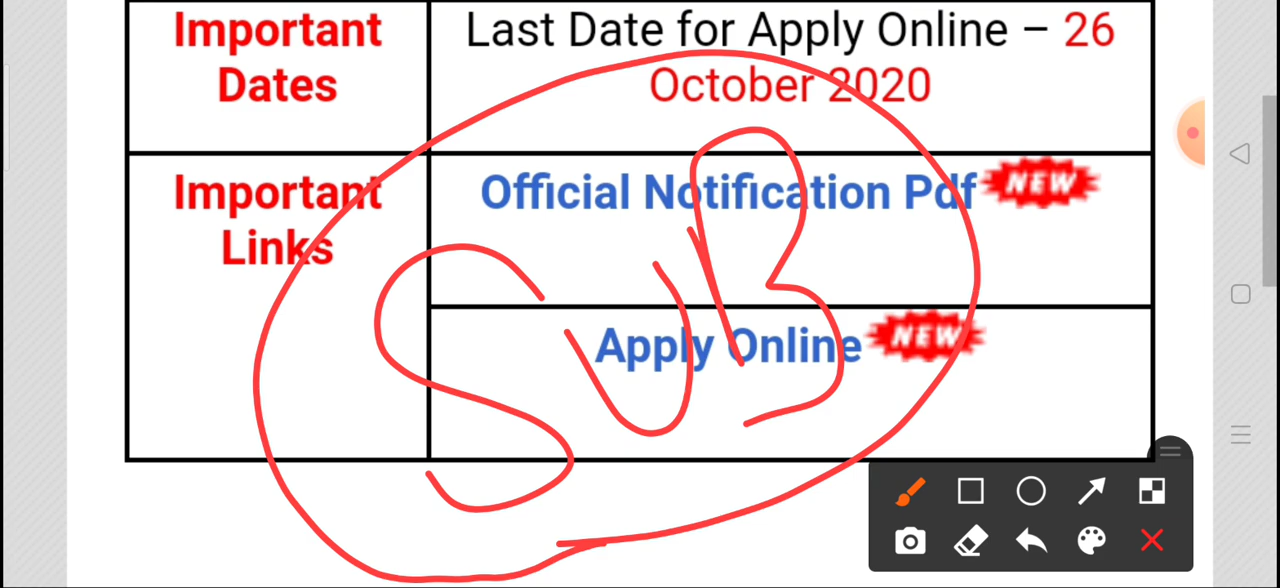 Important Dates
Last Date for Apply Online – 26
October 2020
Important Links
Official Notification Pdf NEW
Apply Online NEW
SUB